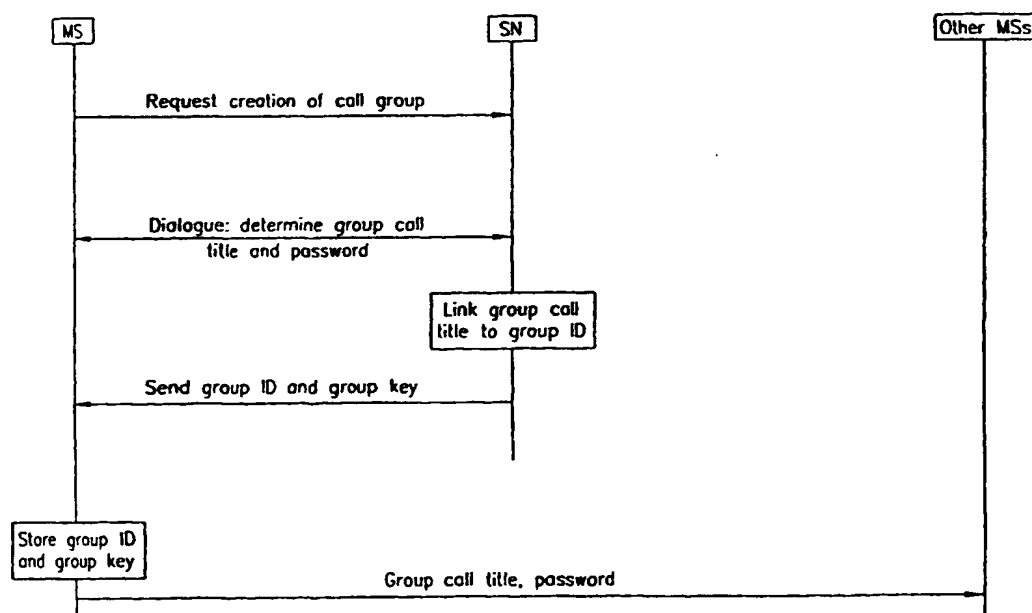 MS
SN
Other MSs
Request creation of call group
Dialogue: determine group call
title and password
Link group call
title to group ID
Send group ID and group key
Store group ID
and group key
Group call title, password